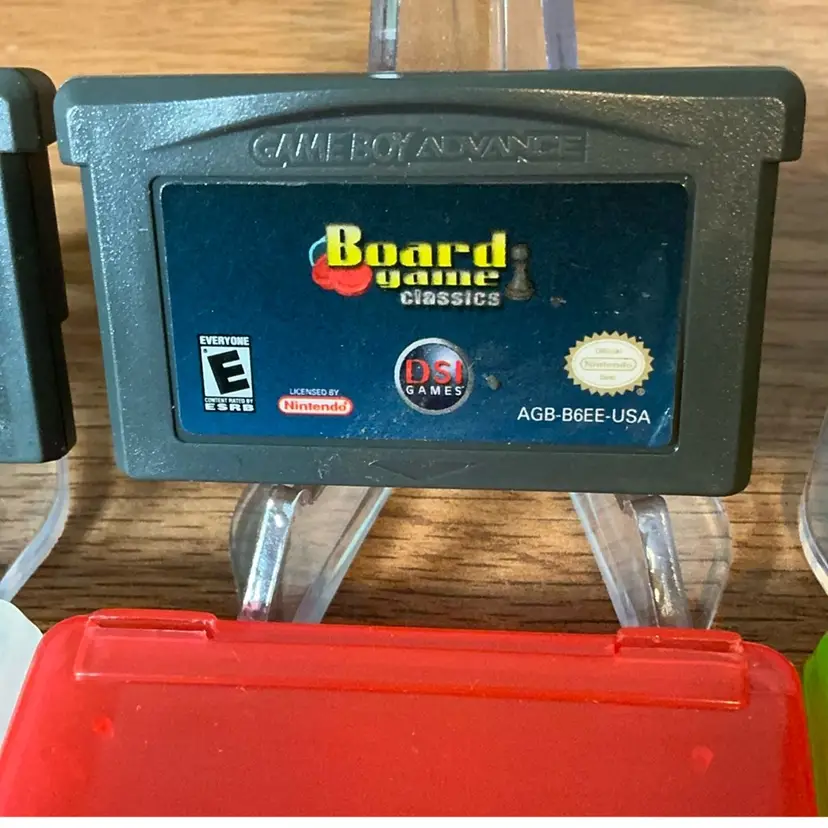 GAME BOY ADVANCE
Board
game
classics
EVERYONE
E
CONTENT RATED BY
ESRB
LICENSED BY
Nintendo
DSI
GAMES
Nintendo
AGB-B6EE-USA